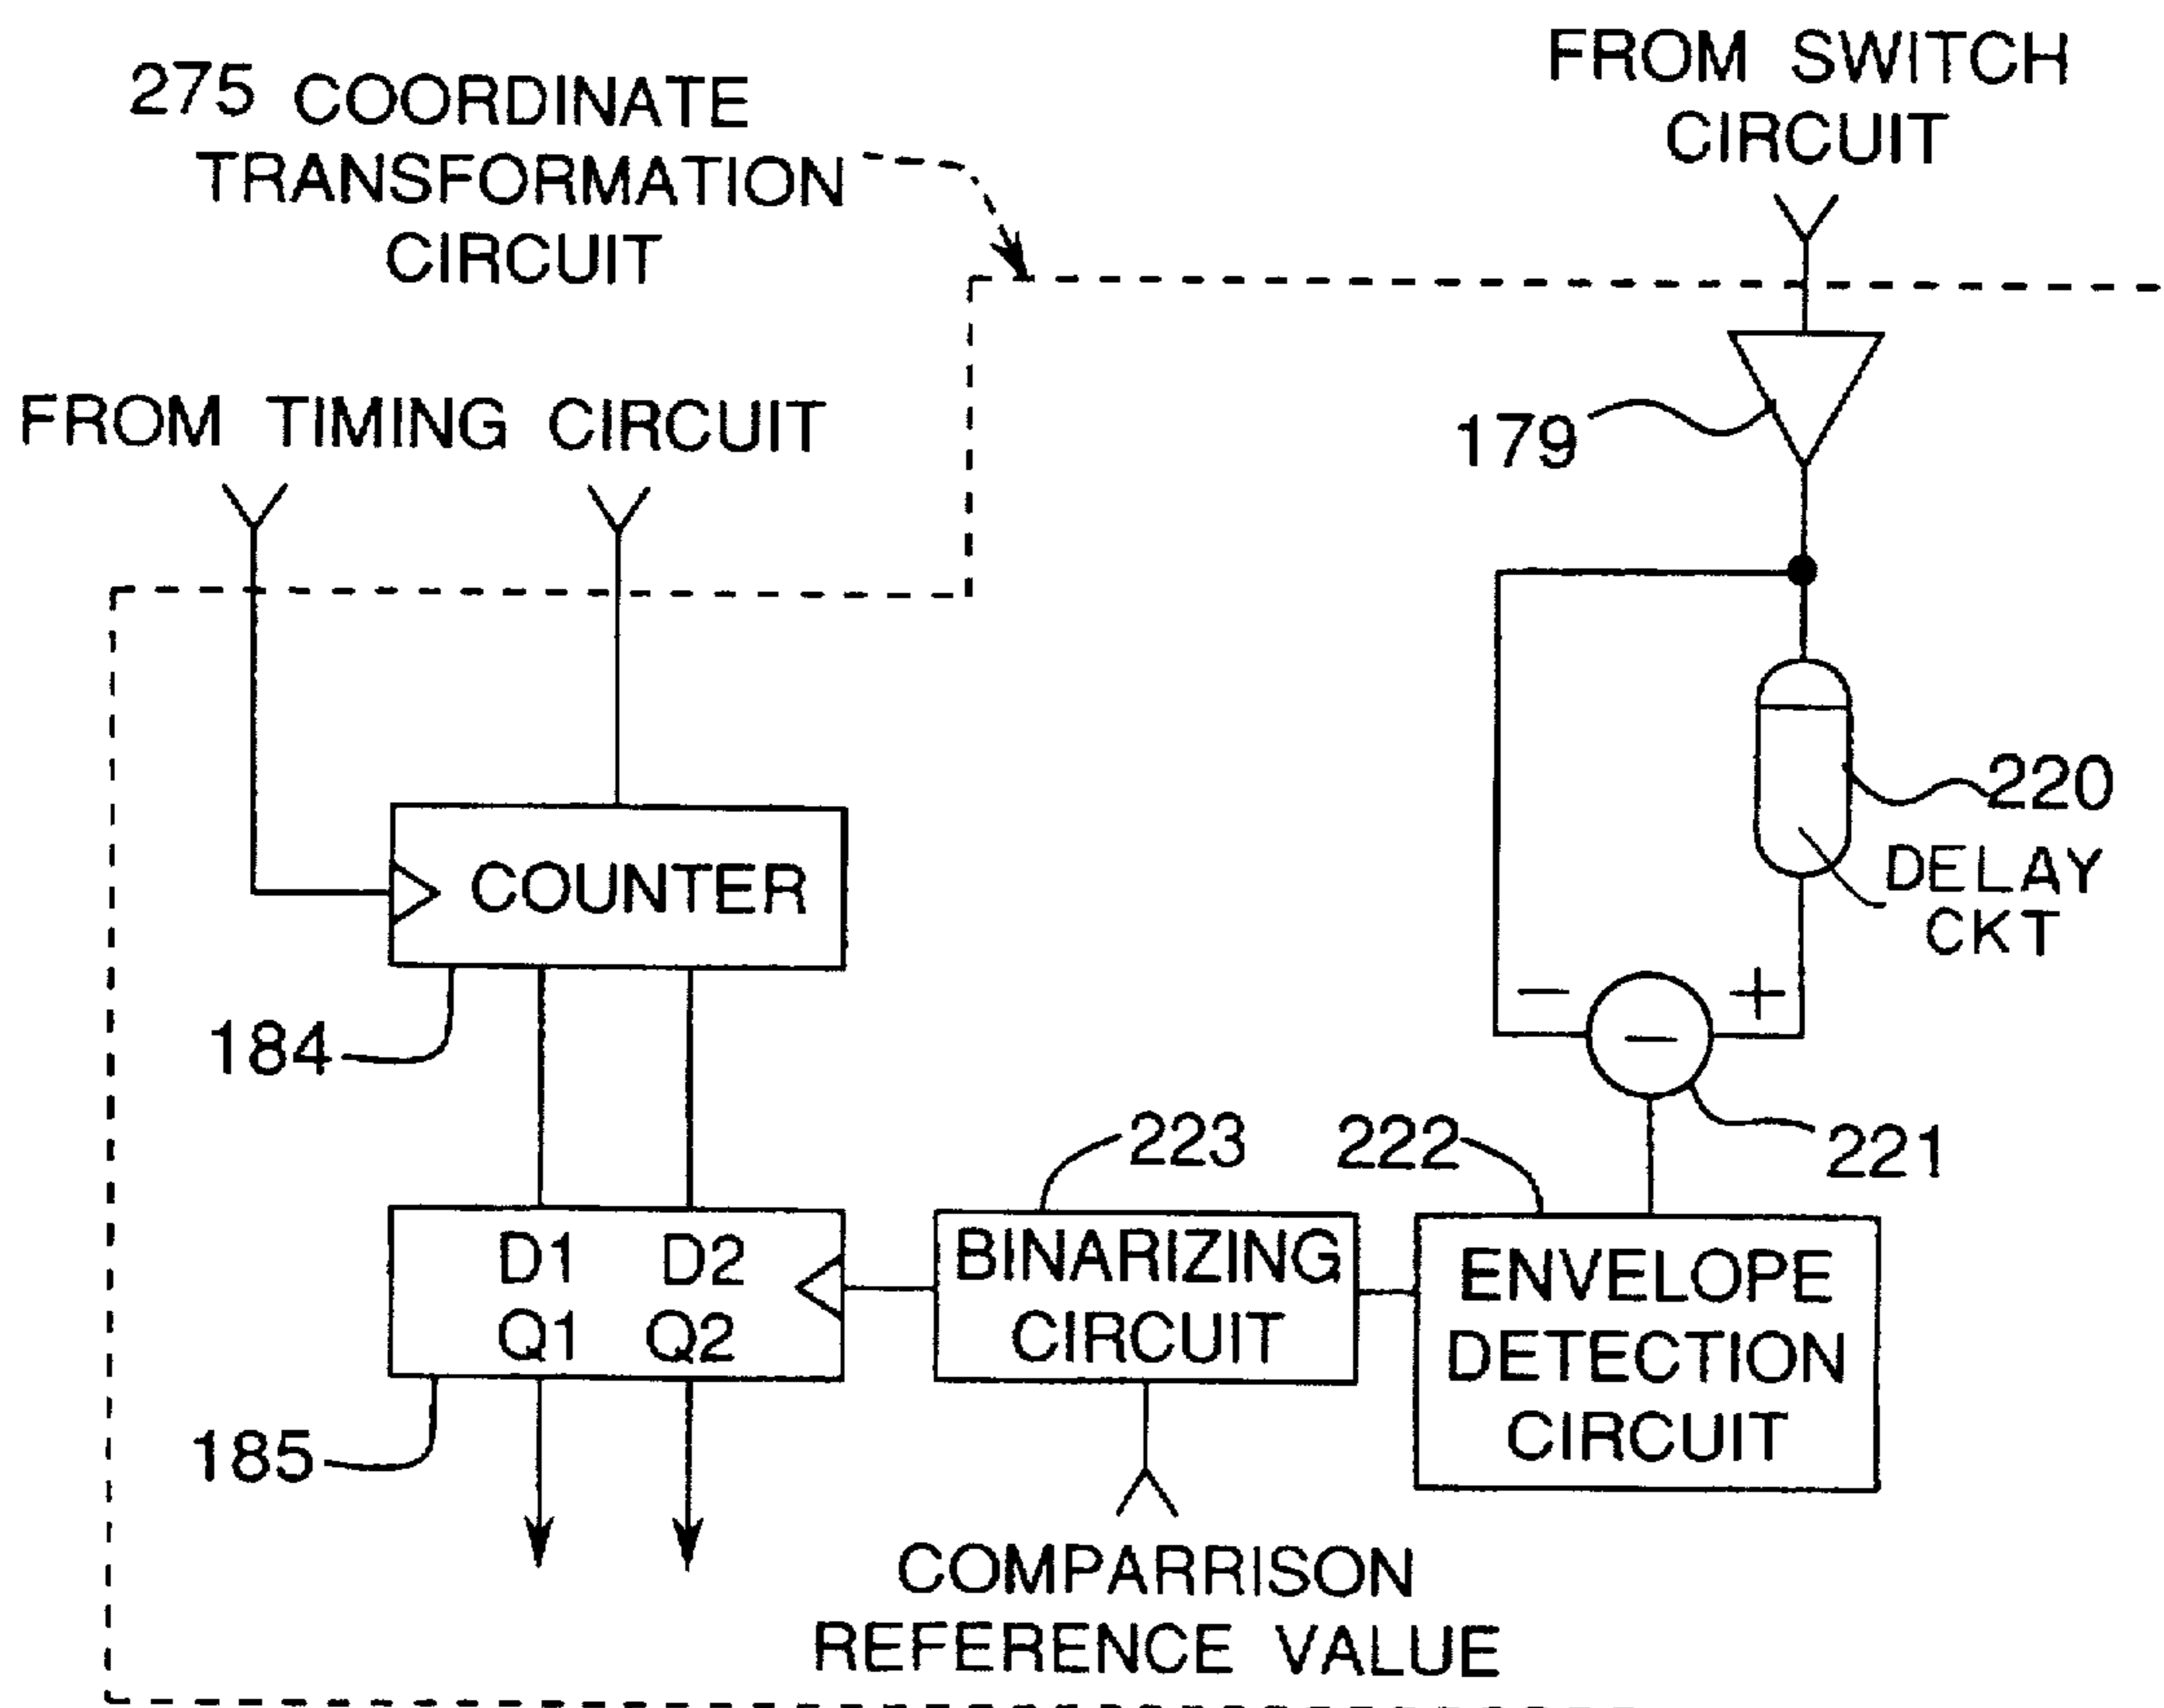 275 COORDINATE
TRANSFORMATION
CIRCUIT
FROM SWITCH
CIRCUIT
FROM TIMING CIRCUIT
179
220
DELAY
CKT
COUNTER
184
−
+
−
221
223
222
D1 D2
Q1 Q2
BINARIZING
CIRCUIT
ENVELOPE
DETECTION
CIRCUIT
185
COMPARRISON
REFERENCE VALUE